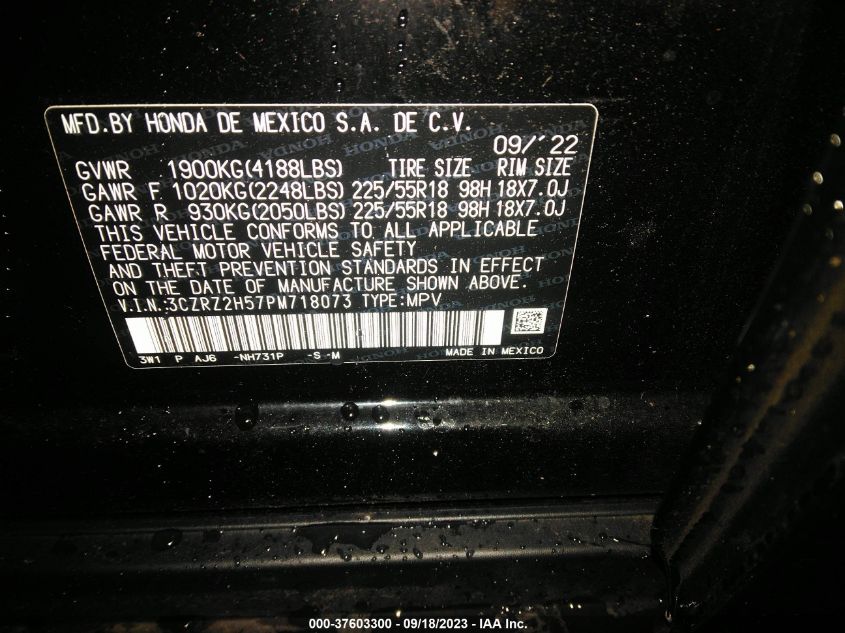 MFD.BY HONDA DE MEXICO S.A. DE C.V.
09/'22
GVWR 1900KG(4188LBS) TIRE SIZE RIM SIZE
GAWR F 1020KG(2248LBS) 225/55R18 98H 18X7.0J
GAWR R 930KG(2050LBS) 225/55R18 98H 18X7.0J
THIS VEHICLE CONFORMS TO ALL APPLICABLE
FEDERAL MOTOR VEHICLE SAFETY
AND THEFT PREVENTION STANDARDS IN EFFECT
ON THE DATE OF MANUFACTURE SHOWN ABOVE.
V.I.N.:3CZRZ2H57PM718073 TYPE:MPV
3W1 P AJ6 -NH731P -S -M MADE IN MEXICO
000-37603300 - 09/18/2023 - IAA Inc.